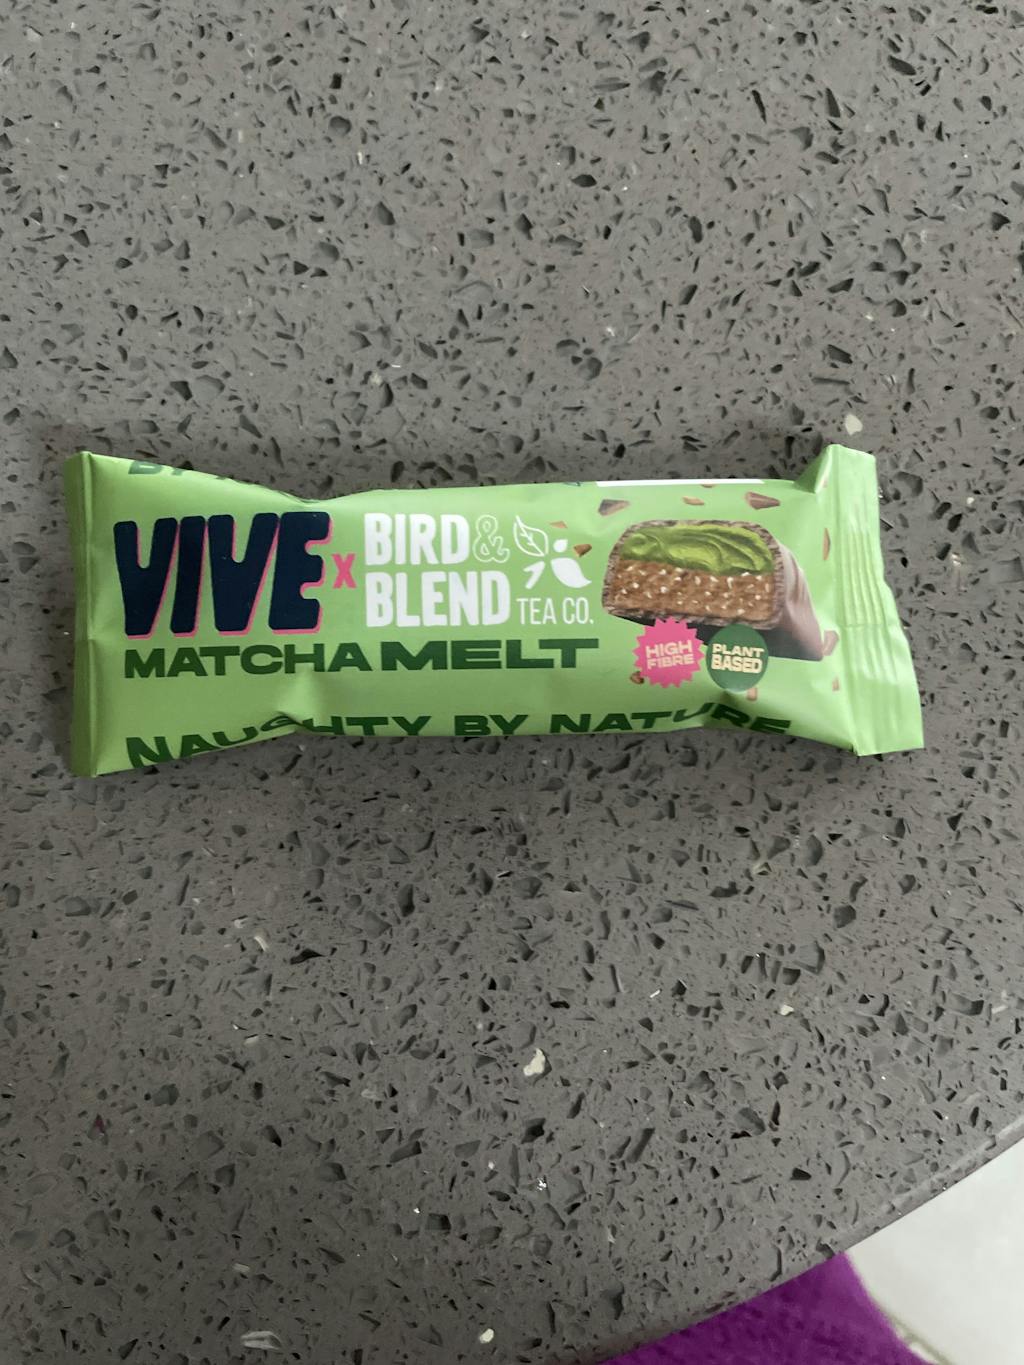 VIVE x BIRD & BLEND TEA CO.
MATCHA MELT
HIGH FIBRE
PLANT BASED
NAUGHTY BY NATURE